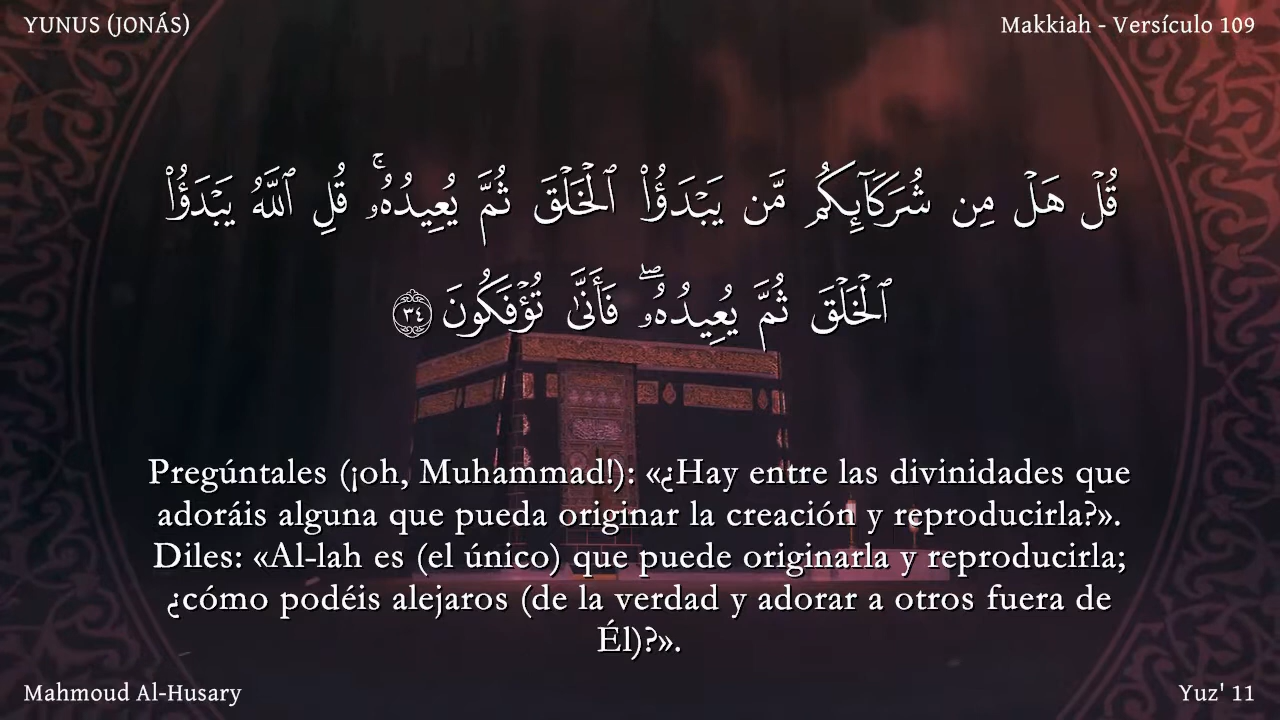 YUNUS (JONÁS)
Makkiah - Versículo 109
قُلْ هَلْ مِن شُرَكَآئِكُم مَّن يَبْدَؤُا۟ ٱلْخَلْقَ ثُمَّ يُعِيدُهُۥ ۚ قُلِ ٱللَّهُ يَبْدَؤُا۟
ٱلْخَلْقَ ثُمَّ يُعِيدُهُۥ ۖ فَأَنَّىٰ تُؤْفَكُونَ ٣٤
Pregúntales (¡oh, Muhammad!): «¿Hay entre las divinidades que
adoráis alguna que pueda originar la creación y reproducirla?».
Diles: «Al-lah es (el único) que puede originarla y reproducirla;
¿cómo podéis alejaros (de la verdad y adorar a otros fuera de
Él)?».
Mahmoud Al-Husary
Yuz' 11